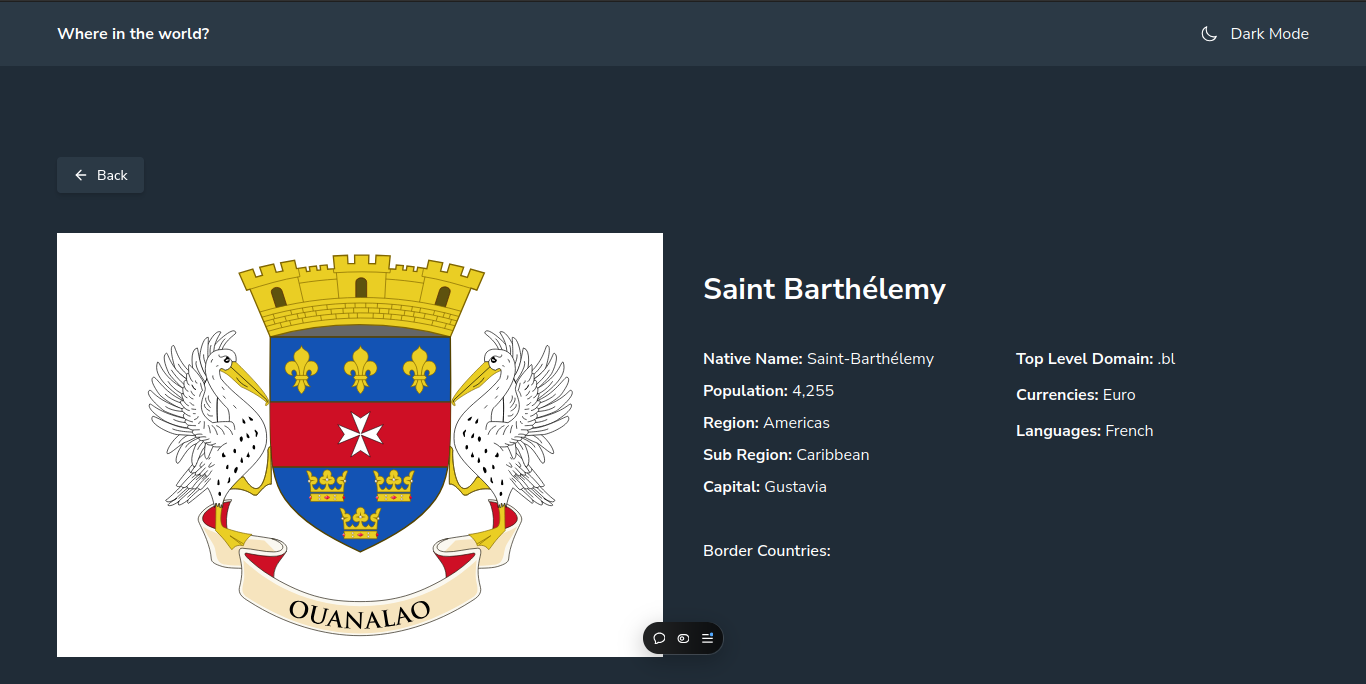 Where in the world?
Dark Mode
Back
Saint Barthélemy
Native Name: Saint-Barthélemy
Population: 4,255
Region: Americas
Sub Region: Caribbean
Capital: Gustavia
Top Level Domain: .bl
Currencies: Euro
Languages: French
Border Countries:
OUANALAO